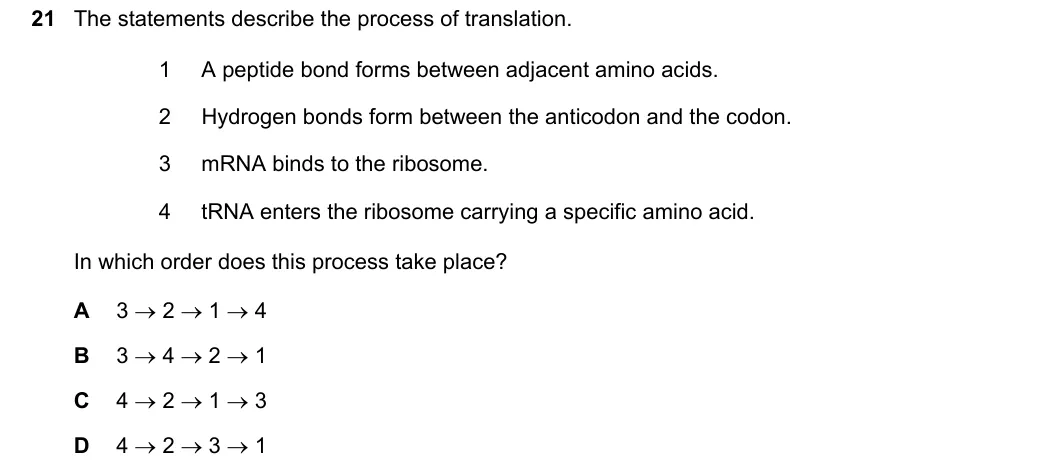 21 The statements describe the process of translation.
1 A peptide bond forms between adjacent amino acids.
2 Hydrogen bonds form between the anticodon and the codon.
3 mRNA binds to the ribosome.
4 tRNA enters the ribosome carrying a specific amino acid.
In which order does this process take place?
A 3 → 2 → 1 → 4
B 3 → 4 → 2 → 1
C 4 → 2 → 1 → 3
D 4 → 2 → 3 → 1